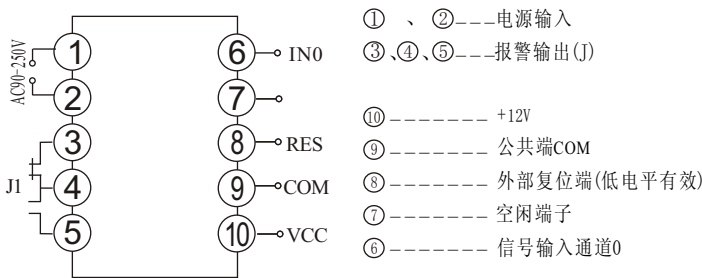 AC90-250V
1
2
3
4
5
J1
6 IN0
7
8 RES
9 COM
10 VCC
① 、 ②---电源输入
③、④、⑤---报警输出(J)
⑩------- +12V
⑨------- 公共端COM
⑧------- 外部复位端(低电平有效)
⑦------- 空闲端子
⑥------- 信号输入通道0